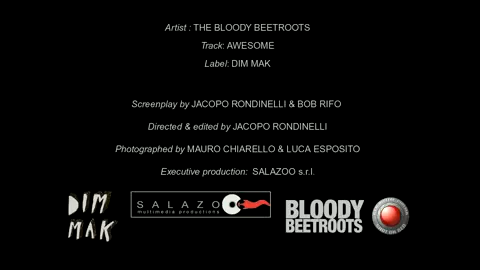 Artist : THE BLOODY BEETROOTS
Track: AWESOME
Label: DIM MAK
Screenplay by JACOPO RONDINELLI & BOB RIFO
Directed & edited by JACOPO RONDINELLI
Photographed by MAURO CHIARELLO & LUCA ESPOSITO
Executive production: SALAZOO s.r.l.
DIM
MAK
SALAZO
multimedia productions
BLOODY
BEETROOTS